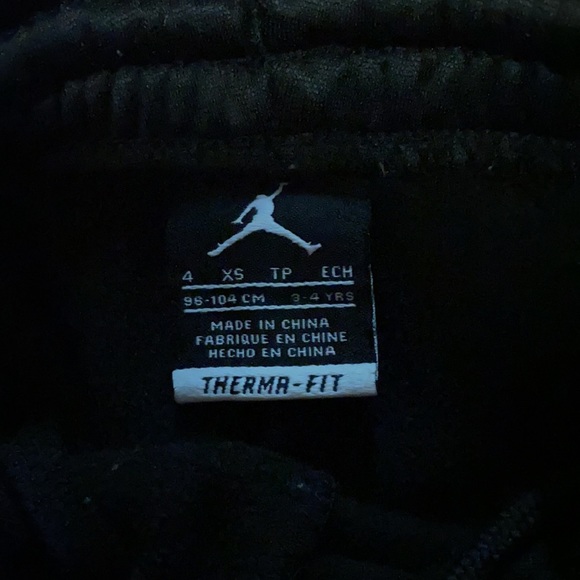 4 XS TP ECH
96-104 CM 3-4 YRS
MADE IN CHINA
FABRIQUE EN CHINE
HECHO EN CHINA
THERMA-FIT